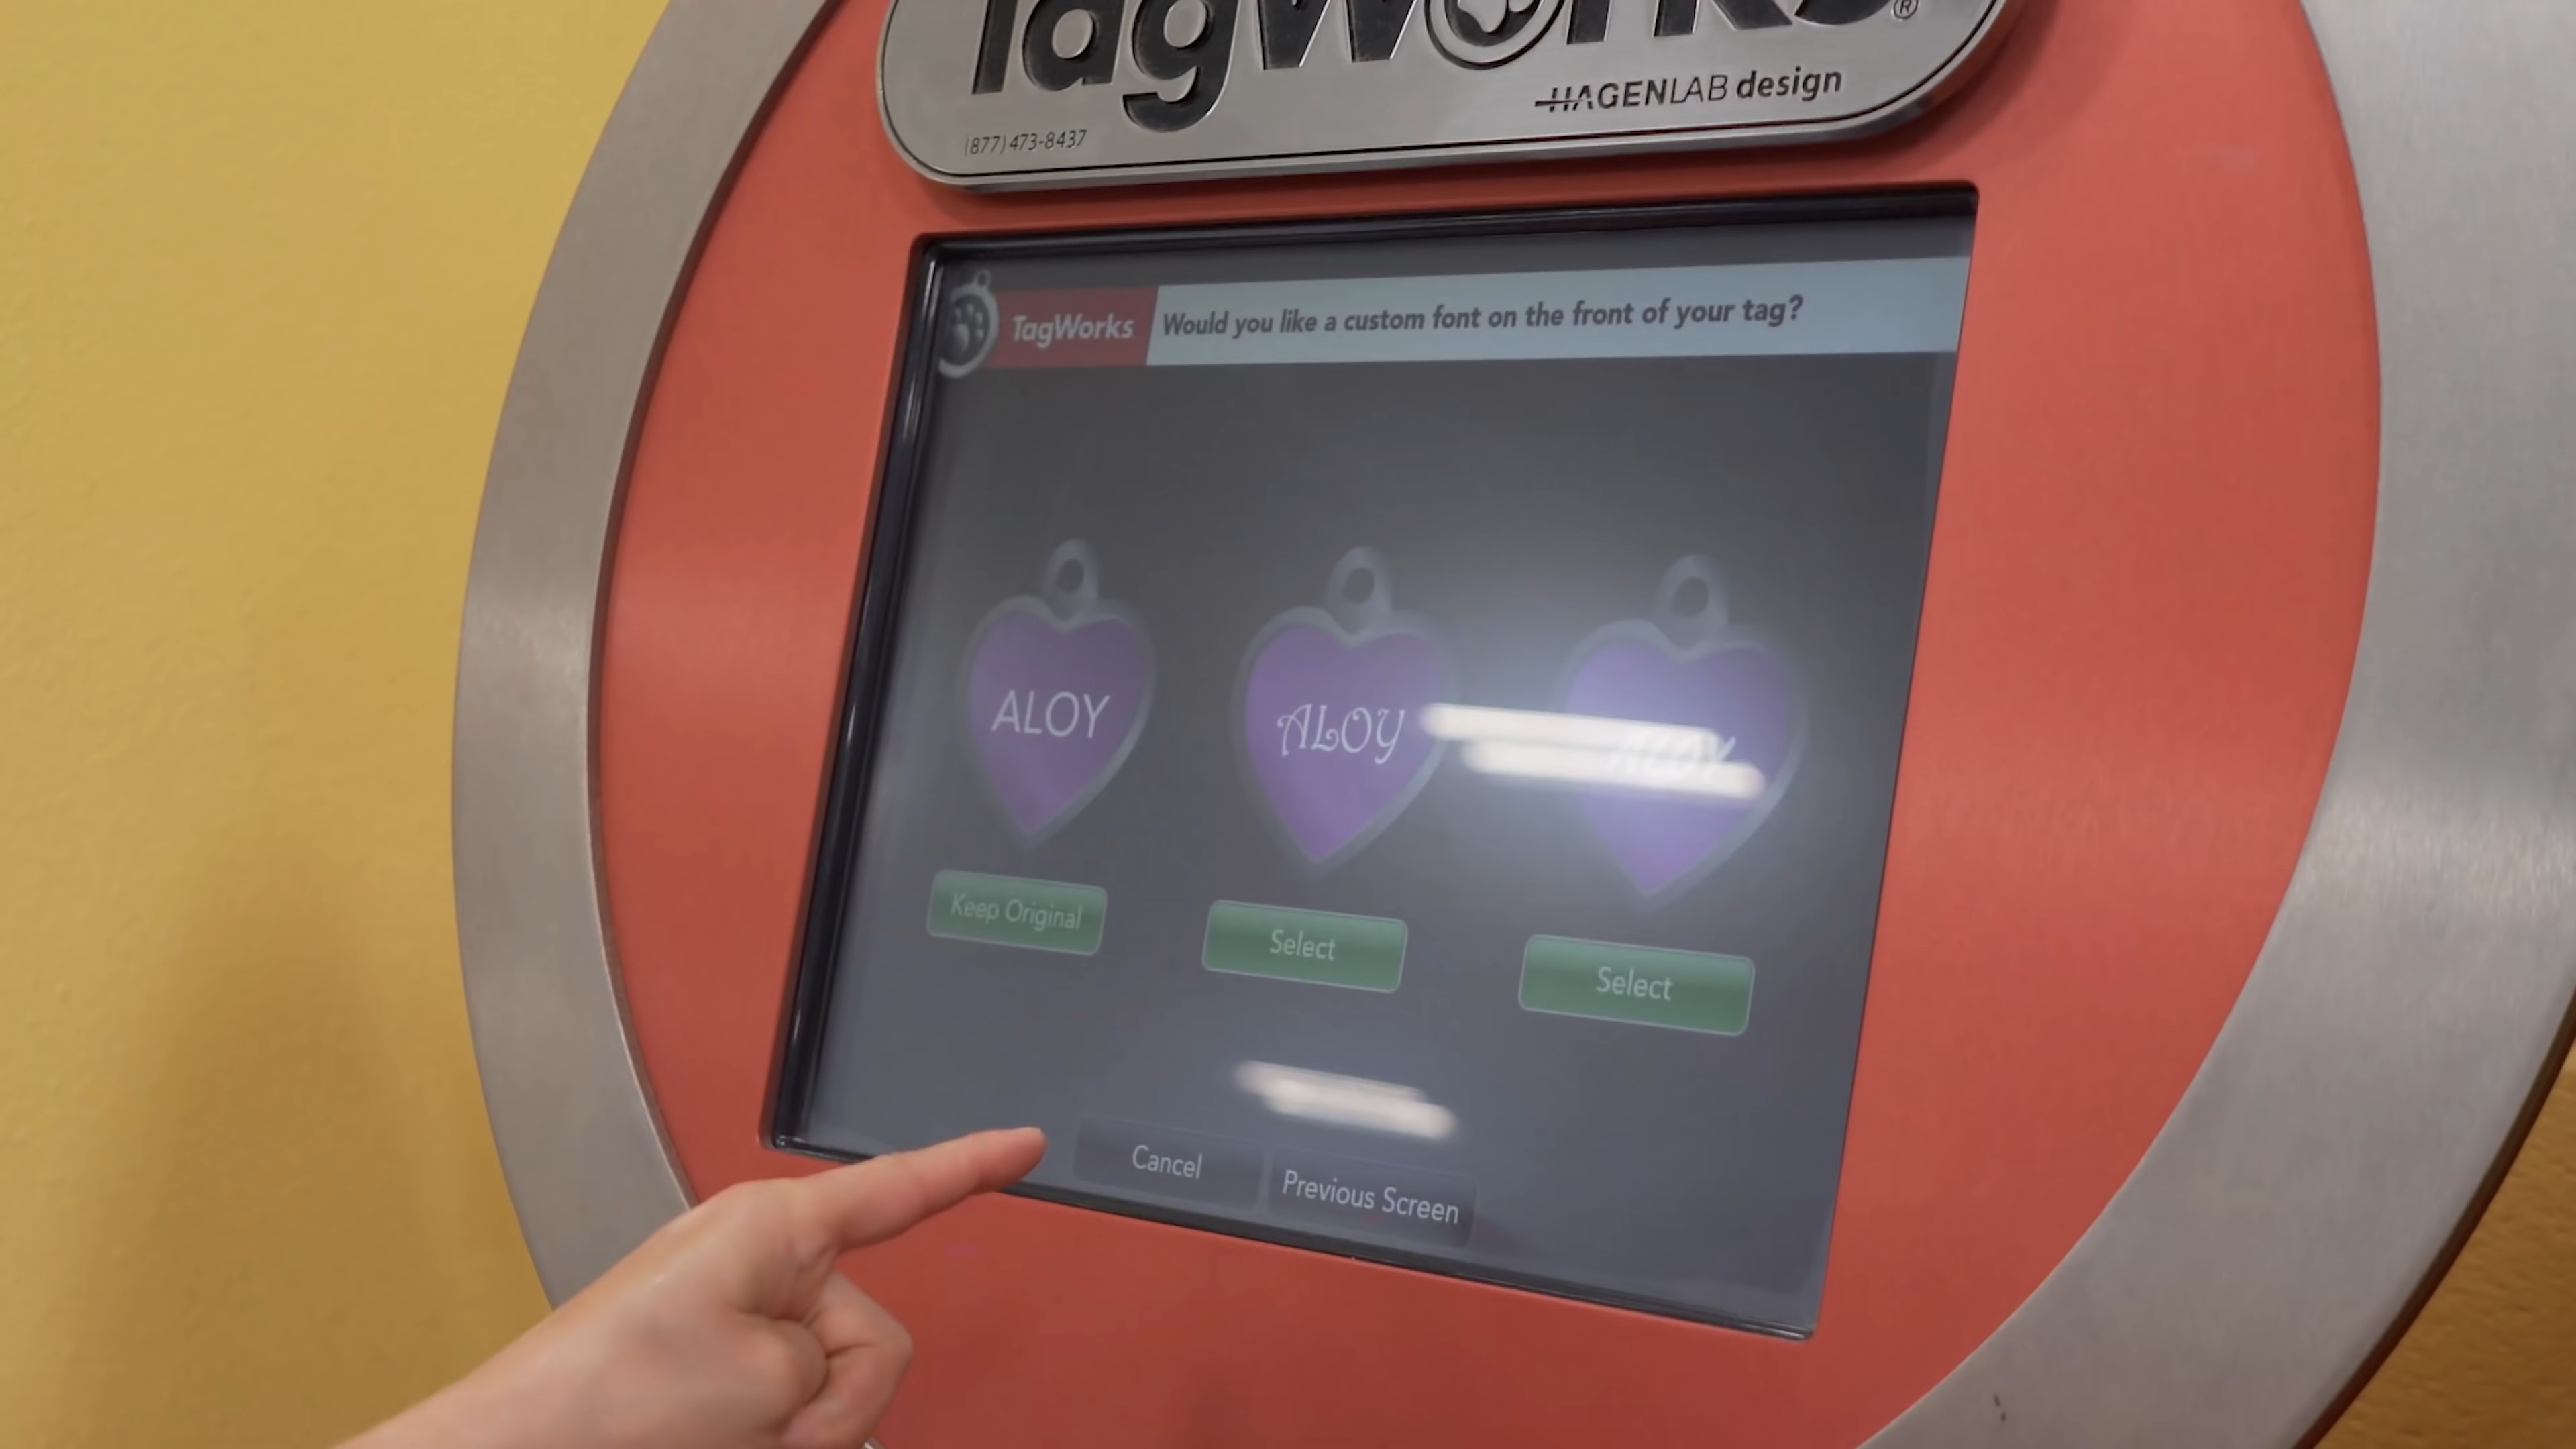 TagWorks®
HAGENLAB design
(877) 473-8437
TagWorks
Would you like a custom font on the front of your tag?
ALOY
ALOY
ALOY
Keep Original
Select
Select
Cancel
Previous Screen